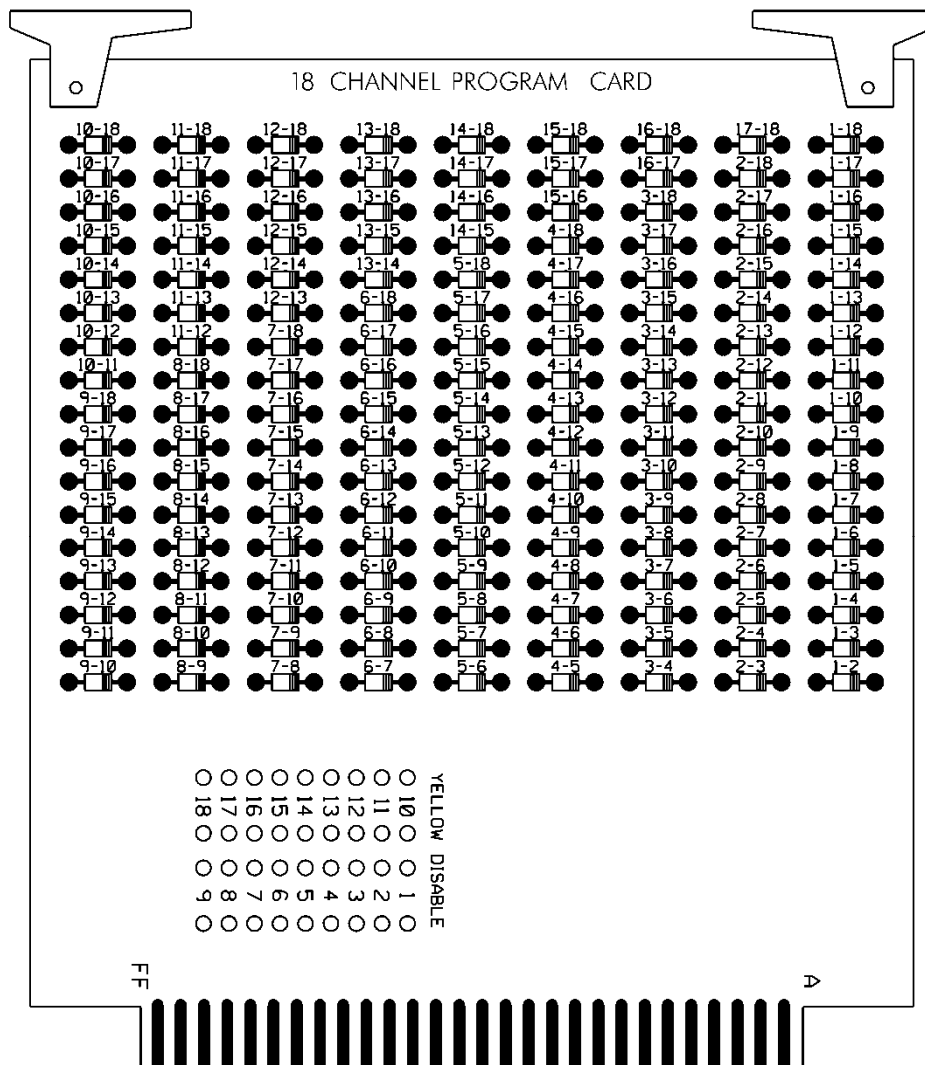 18 CHANNEL PROGRAM CARD
10-18 11-18 12-18 13-18 14-18 15-18 16-18 17-18 1-18
10-17 11-17 12-17 13-17 14-17 15-17 16-17 2-18 1-17
10-16 11-16 12-16 13-16 14-16 15-16 3-18 2-17 1-16
10-15 11-15 12-15 13-15 14-15 4-18 3-17 2-16 1-15
10-14 11-14 12-14 13-14 5-18 4-17 3-16 2-15 1-14
10-13 11-13 12-13 6-18 5-17 4-16 3-15 2-14 1-13
10-12 11-12 7-18 6-17 5-16 4-15 3-14 2-13 1-12
10-11 8-18 7-17 6-16 5-15 4-14 3-13 2-12 1-11
9-18 8-17 7-16 6-15 5-14 4-13 3-12 2-11 1-10
9-17 8-16 7-15 6-14 5-13 4-12 3-11 2-10 1-9
9-16 8-15 7-14 6-13 5-12 4-11 3-10 2-9 1-8
9-15 8-14 7-13 6-12 5-11 4-10 3-9 2-8 1-7
9-14 8-13 7-12 6-11 5-10 4-9 3-8 2-7 1-6
9-13 8-12 7-11 6-10 5-9 4-8 3-7 2-6 1-5
9-12 8-11 7-10 6-9 5-8 4-7 3-6 2-5 1-4
9-11 8-10 7-9 6-8 5-7 4-6 3-5 2-4 1-3
9-10 8-9 7-8 6-7 5-6 4-5 3-4 2-3 1-2
YELLOW DISABLE
10 1
11 2
12 3
13 4
14 5
15 6
16 7
17 8
18 9
FF
A